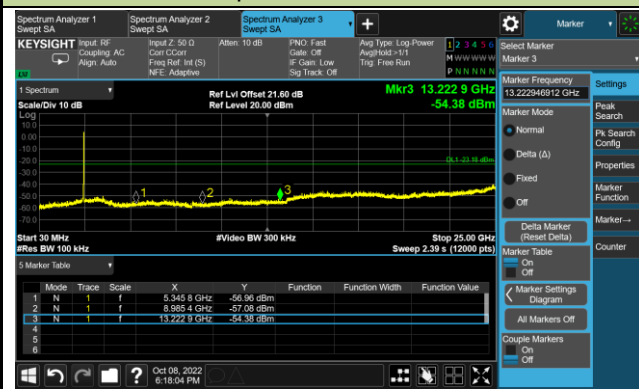 Spectrum Analyzer 1
Swept SA
Spectrum Analyzer 2
Swept SA
Spectrum Analyzer 3
Swept SA
Marker
KEYSIGHT
Input: RF
Coupling: AC
Align: Auto
Input Z: 50 Ω
Corr CCorr
Freq Ref: Int (S)
NFE: Adaptive
Atten: 10 dB
PNO: Fast
Gate: Off
IF Gain: Low
Sig Track: Off
Avg Type: Log-Power
Avg|Hold:>1/1
Trig: Free Run
1 2 3 4 5 6
M W W W W W
P N N N N N
1 Spectrum
Scale/Div 10 dB
Ref Lvl Offset 21.60 dB
Ref Level 20.00 dBm
Mkr3 13.222 9 GHz
-54.38 dBm
Log
10.0
0.00
-10.0
-20.0
-30.0
-40.0
-50.0
-60.0
-70.0
DL1 -23.18 dBm
1
2
3
Start 30 MHz
#Res BW 100 kHz
#Video BW 300 kHz
Stop 25.00 GHz
Sweep 2.39 s (12000 pts)
5 Marker Table
Mode Trace Scale X Y Function Function Width Function Value
1 N 1 f 5.345 8 GHz -56.96 dBm
2 N 1 f 8.985 4 GHz -57.08 dBm
3 N 1 f 13.222 9 GHz -54.38 dBm
4
5
6
Oct 08, 2022
6:18:04 PM
Select Marker
Marker 3
Marker Frequency
13.222946912 GHz
Marker Mode
Normal
Delta (Δ)
Fixed
Off
Delta Marker
(Reset Delta)
Marker Table
On
Off
Marker Settings
Diagram
All Markers Off
Couple Markers
On
Off
Settings
Peak
Search
Pk Search
Config
Properties
Marker
Function
Marker→
Counter